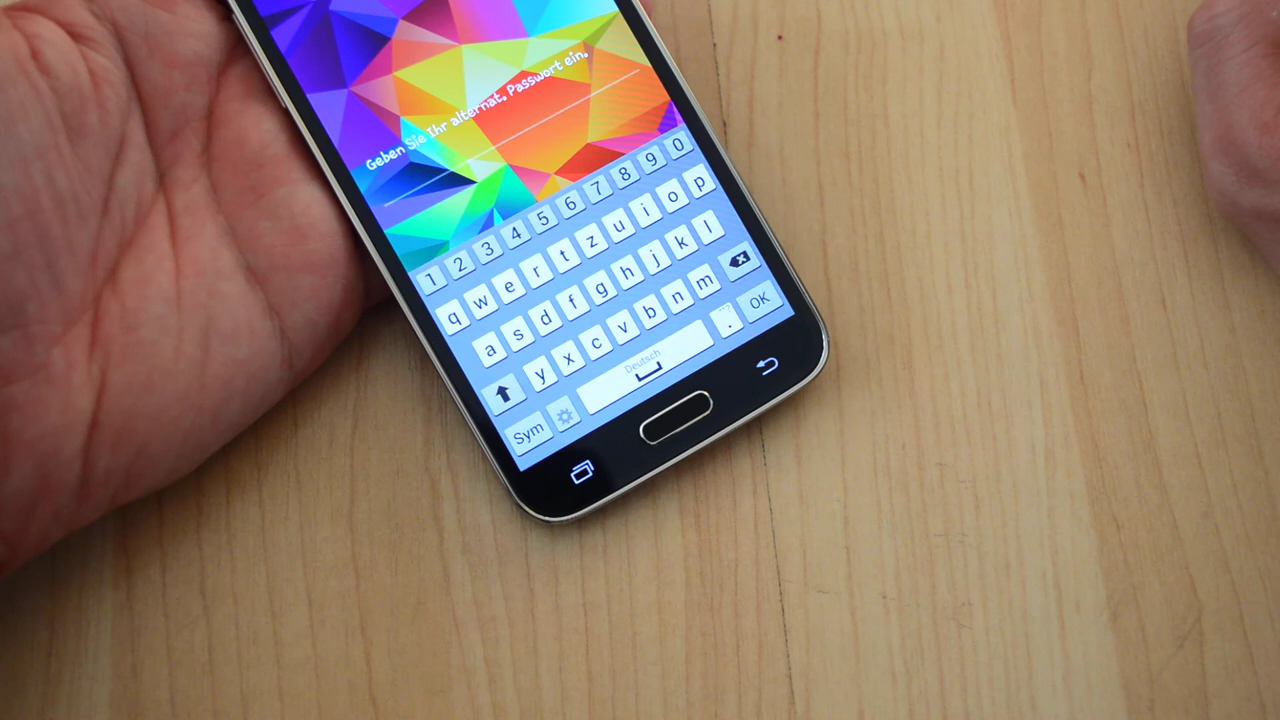 Geben Sie Ihr alternat. Passwort ein.
1 2 3 4 5 6 7 8 9 0
q w e r t z u i o p
a s d f g h j k l
y x c v b n m
Sym Deutsch . OK